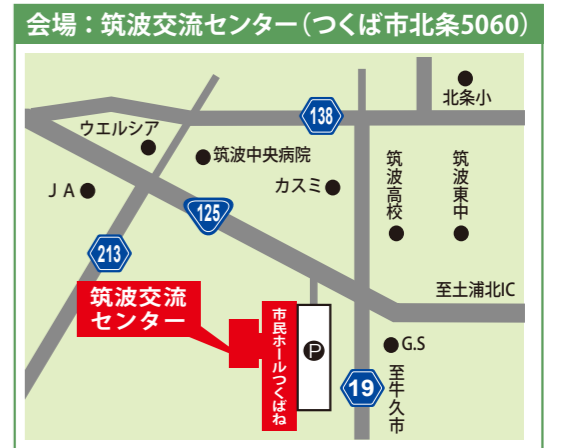 会場：筑波交流センター（つくば市北条5060）
北条小
138
ウエルシア
筑波中央病院
カスミ
筑波高校
筑波東中
ＪＡ
125
213
至土浦北IC
筑波交流
センター
市民ホールつくばね
P
G.S
19
至牛久市